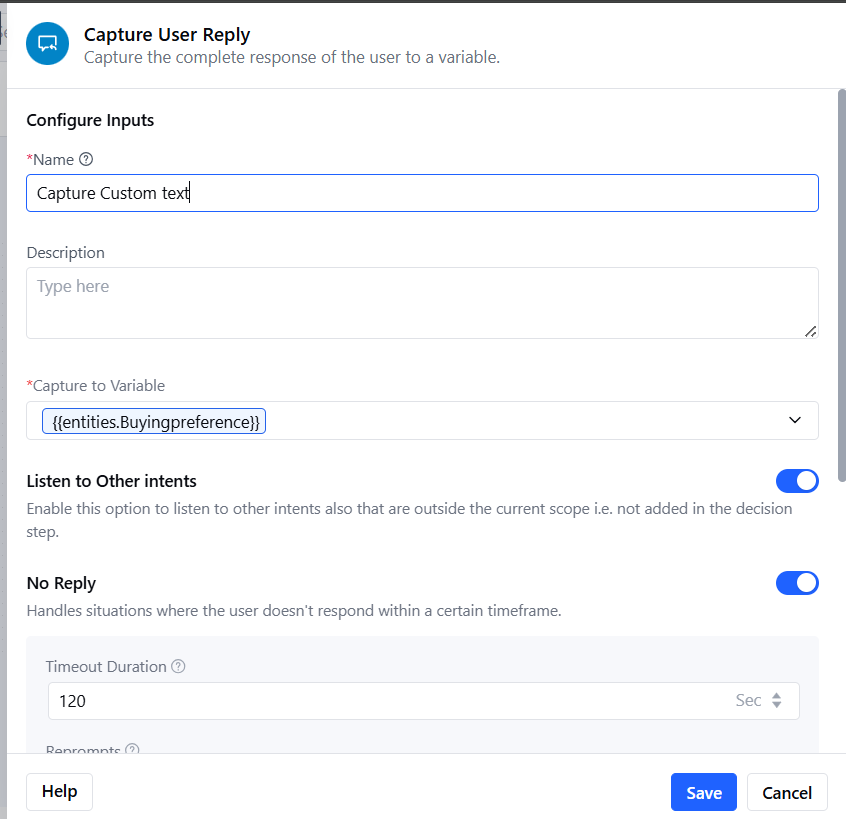 Capture User Reply
Capture the complete response of the user to a variable.
Configure Inputs
*Name
Capture Custom text
Description
Type here
*Capture to Variable
{{entities.Buyingpreference}}
Listen to Other intents
Enable this option to listen to other intents also that are outside the current scope i.e. not added in the decision
step.
No Reply
Handles situations where the user doesn't respond within a certain timeframe.
Timeout Duration
120 Sec
Reprompts
Help Save Cancel